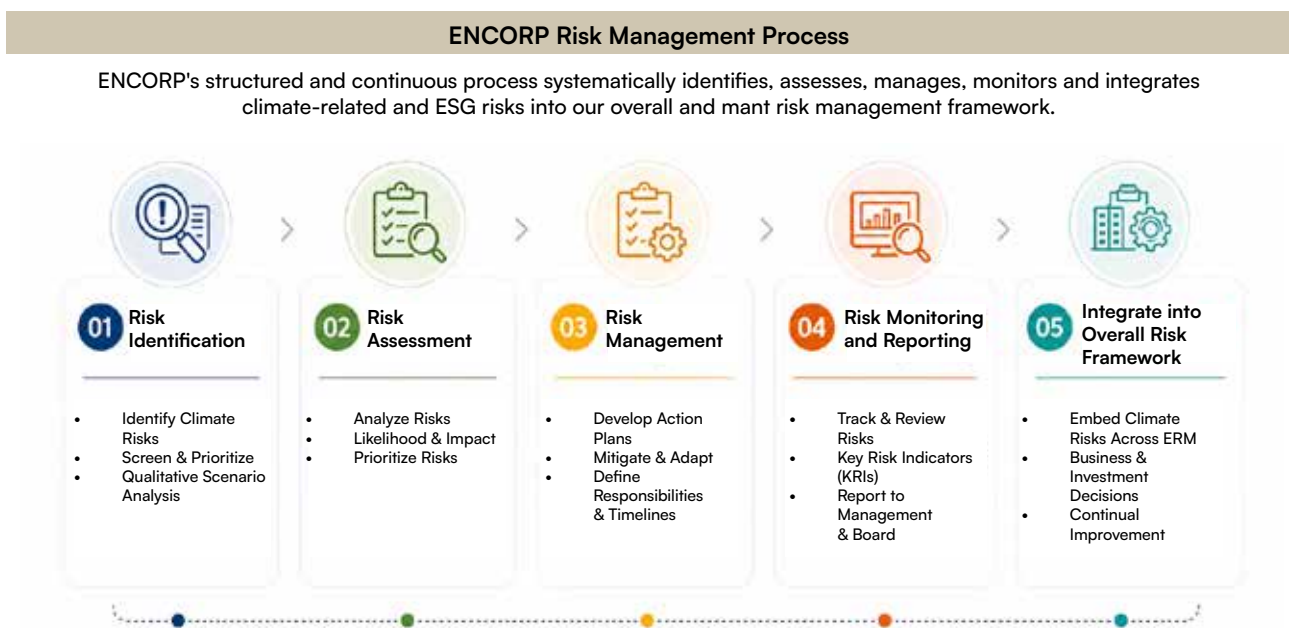 ENCORP Risk Management Process
ENCORP's structured and continuous process systematically identifies, assesses, manages, monitors and integrates
climate-related and ESG risks into our overall and mant risk management framework.
01 Risk
Identification
• Identify Climate
Risks
• Screen & Prioritize
• Qualitative Scenario
Analysis
02 Risk
Assessment
• Analyze Risks
• Likelihood & Impact
• Prioritize Risks
03 Risk
Management
• Develop Action
Plans
• Mitigate & Adapt
• Define
Responsibilities
& Timelines
04 Risk Monitoring
and Reporting
• Track & Review
Risks
• Key Risk Indicators
(KRIs)
• Report to
Management
& Board
05 Integrate into
Overall Risk
Framework
• Embed Climate
Risks Across ERM
• Business &
Investment
Decisions
• Continual
Improvement